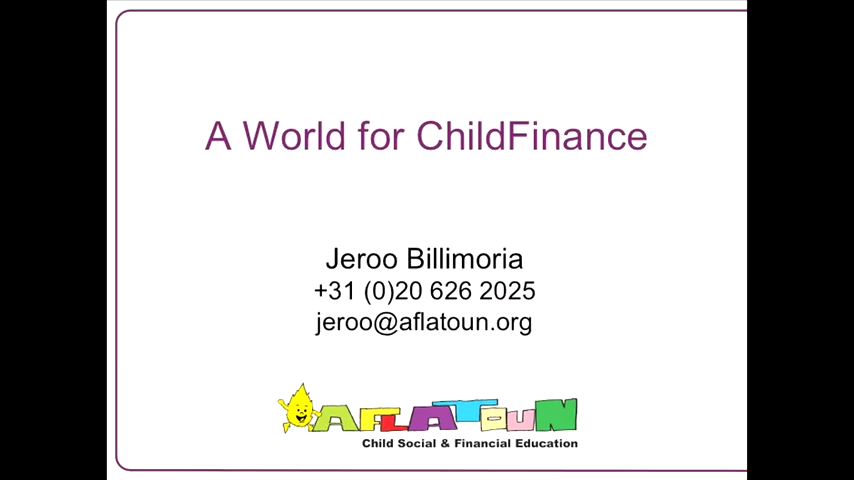 A World for ChildFinance
Jeroo Billimoria
+31 (0)20 626 2025
jeroo@aflatoun.org
AFLATOUN
Child Social & Financial Education